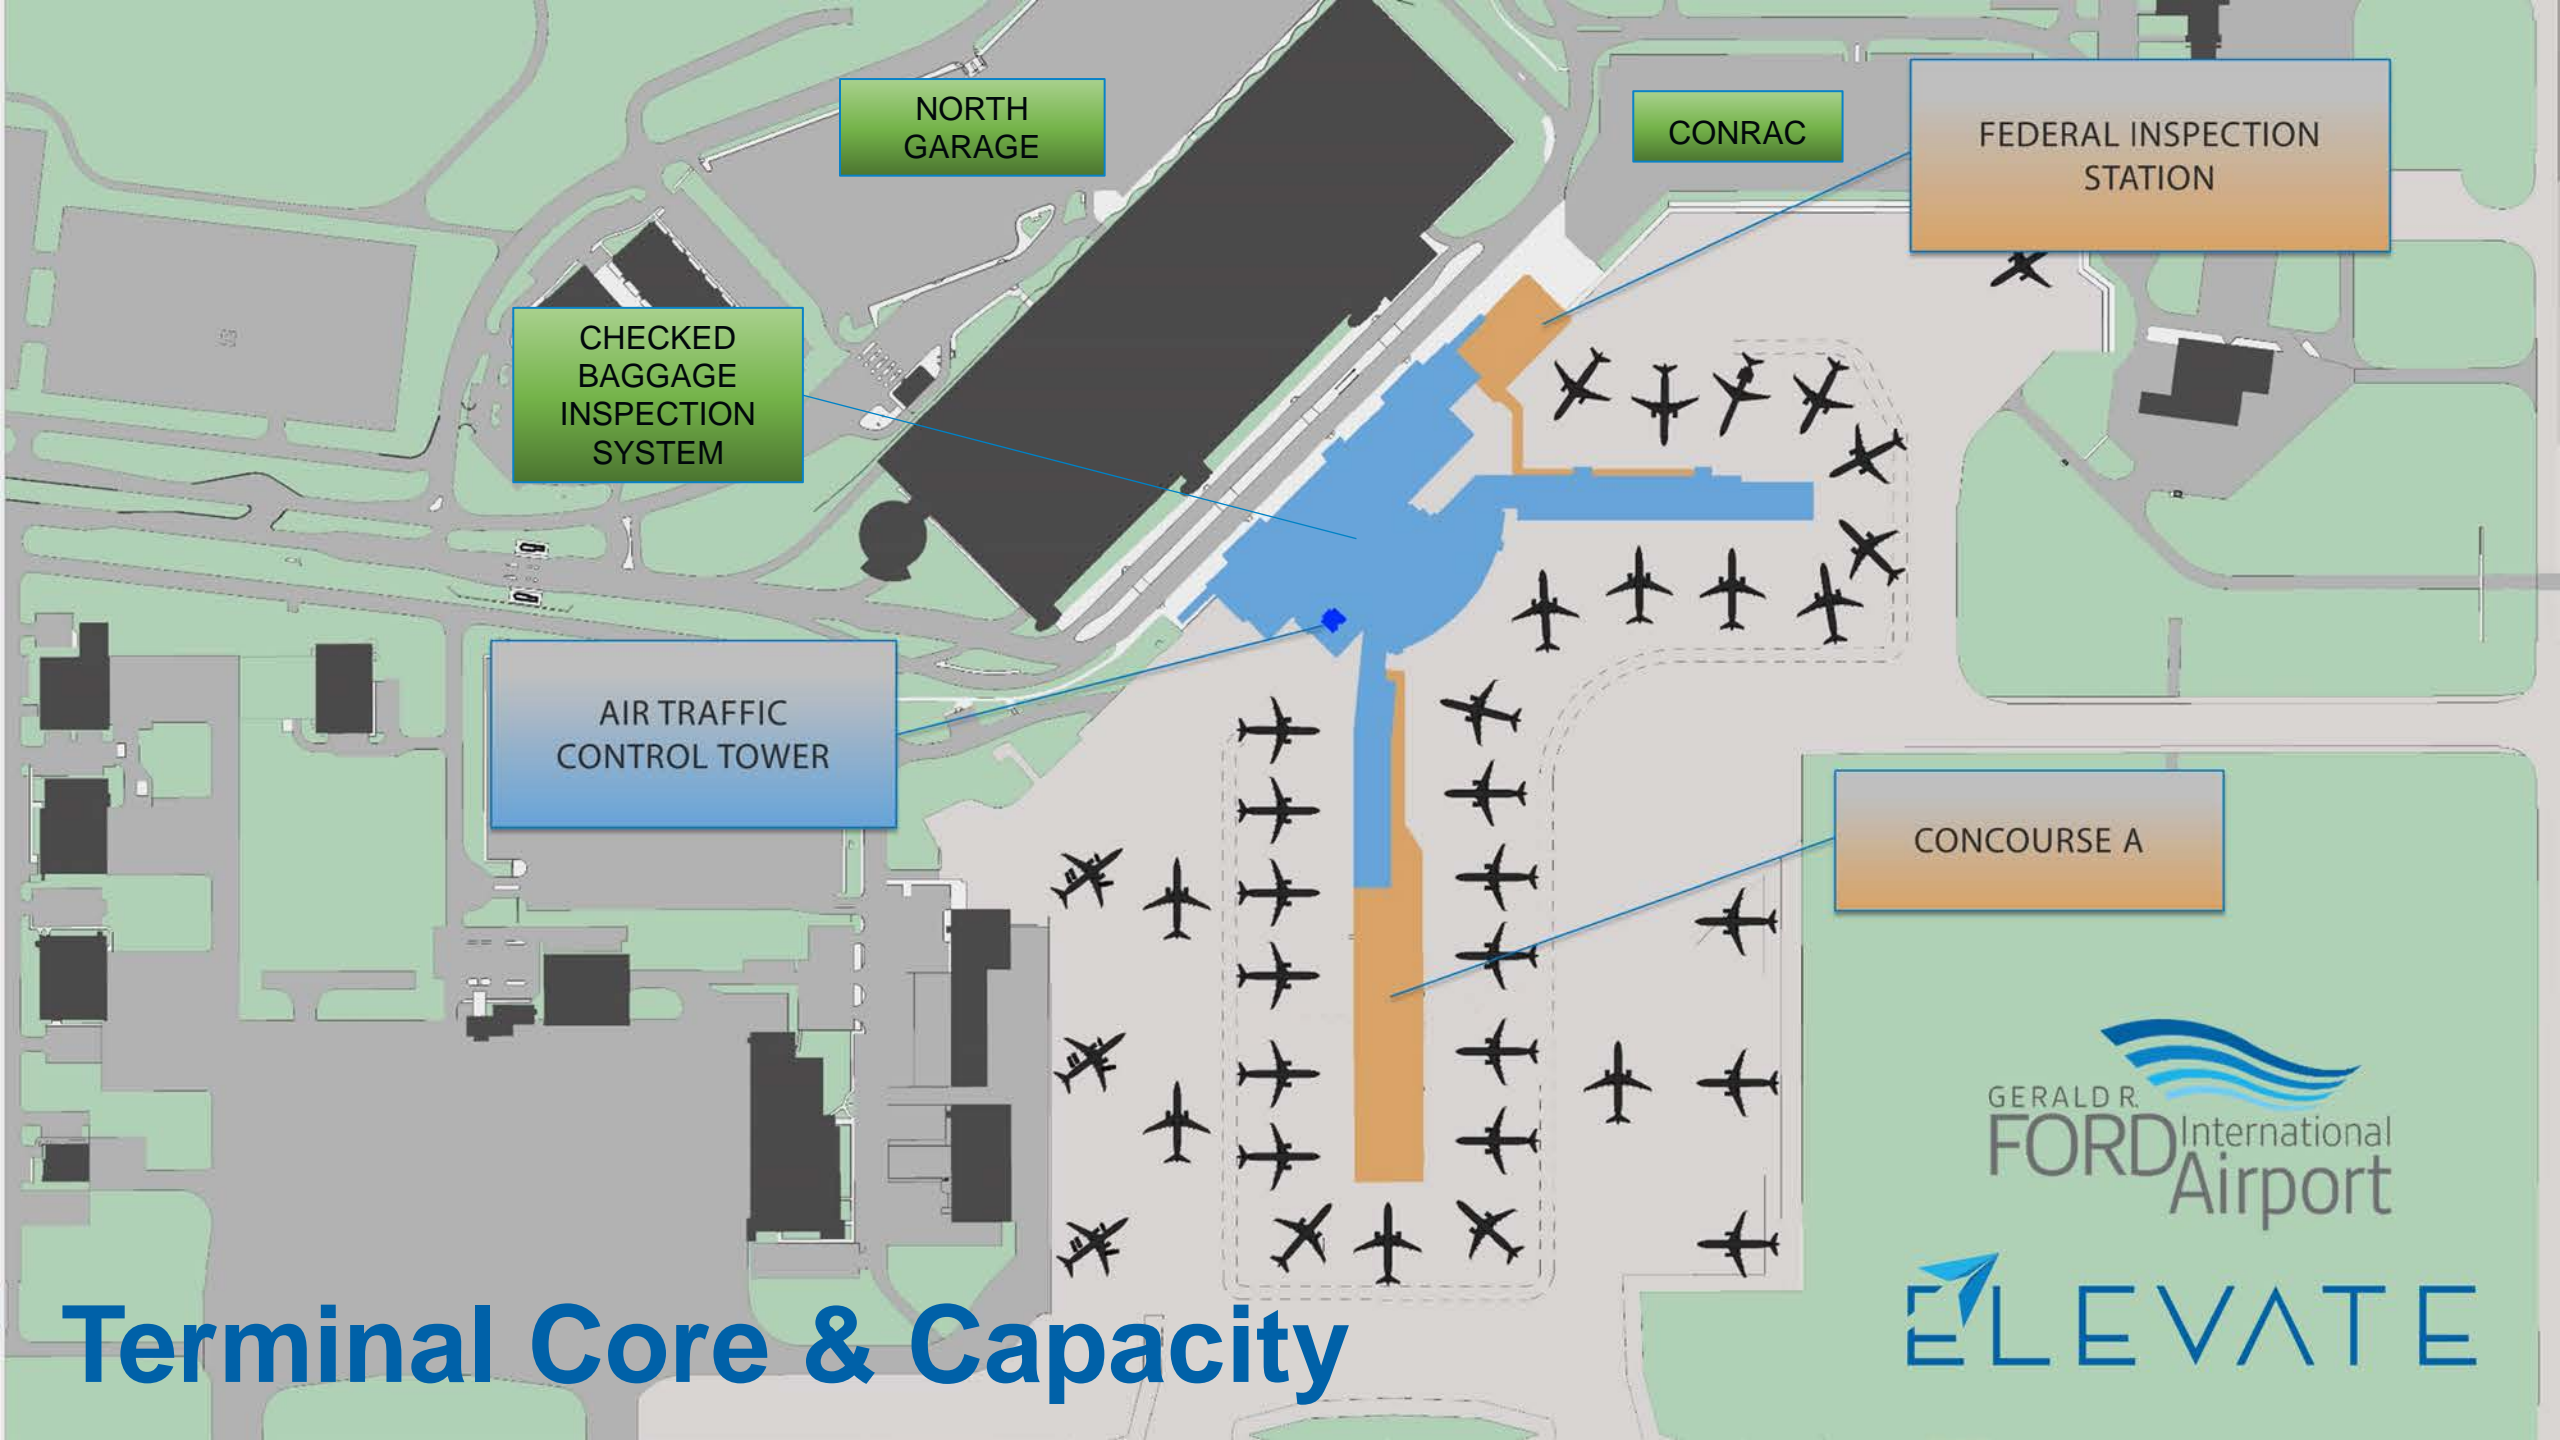 NORTH
GARAGE
CONRAC
FEDERAL INSPECTION
STATION
CHECKED
BAGGAGE
INSPECTION
SYSTEM
AIR TRAFFIC
CONTROL TOWER
CONCOURSE A
GERALD R.
FORD International
Airport
ELEVATE
Terminal Core & Capacity